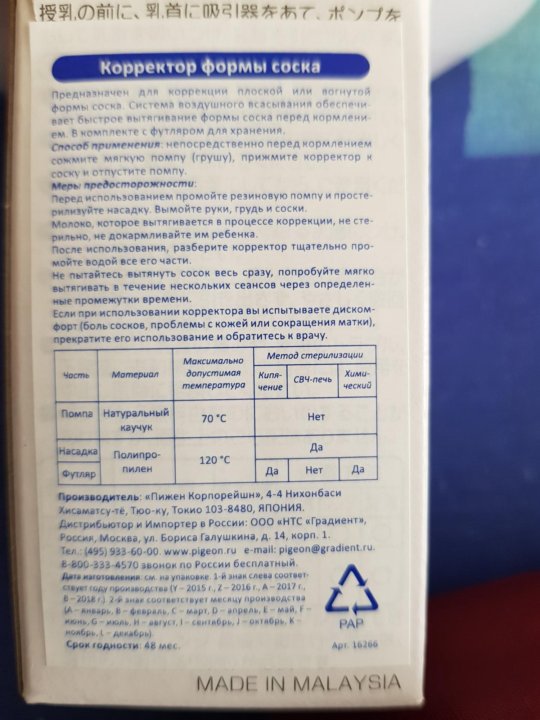 授乳の前に、乳首に吸引器をあて、ポンプを
Корректор формы соска
Предназначен для коррекции плоской или вогнутой
формы соска. Система воздушного всасывания обеспечи-
вает быстрое вытягивание формы соска перед кормлени-
ем. В комплекте с футляром для хранения.
Способ применения: непосредственно перед кормлением
сожмите мягкую помпу (грушу), прижмите корректор к
соску и отпустите помпу.
Меры предосторожности:
Перед использованием промойте резиновую помпу и просте-
рилизуйте насадку. Вымойте руки, грудь и соски.
Молоко, которое вытягивается в процессе коррекции, не сте-
рильно, не докармливайте им ребенка.
После использования, разберите корректор тщательно про-
мойте водой все его части.
Не пытайтесь вытянуть сосок весь сразу, попробуйте мягко
вытягивать в течение нескольких сеансов через определен-
ные промежутки времени.
Если при использовании корректора вы испытываете диском-
форт (боль сосков, проблемы с кожей или сокращения матки),
прекратите его использование и обратитесь к врачу.
Часть Материал Максимально допустимая температура Метод стерилизации
Кипя-чение СВЧ-печь Хими-ческий
Помпа Натуральный каучук 70 °C Нет
Насадка Полипро-пилен 120 °C Да
Футляр Да Нет Да
Производитель: «Пижен Корпорейшн», 4-4 Нихонбаси
Хисаматсу-тё, Тюо-ку, Токио 103-8480, ЯПОНИЯ.
Дистрибьютор и Импортер в России: ООО «НТС «Градиент»,
Россия, Москва, ул. Бориса Галушкина, д. 14, корп. 1.
Тел.: (495) 933-60-00. www.pigeon.ru e-mail: pigeon@gradient.ru.
8-800-333-4570 звонок по России бесплатный.
Дата изготовления: см. на упаковке. 1-й знак слева соответ-
ствует году производства (Y – 2015 г., Z – 2016 г., A – 2017 г.,
B – 2018 г.). 2-й знак соответствует месяцу производства
(A – январь, B – февраль, C – март, D – апрель, E – май, F –
июнь, G – июль, H – август, I – сентябрь, J – октябрь, K –
ноябрь, L – декабрь).
Срок годности: 48 мес.
PAP
Арт. 16266
MADE IN MALAYSIA